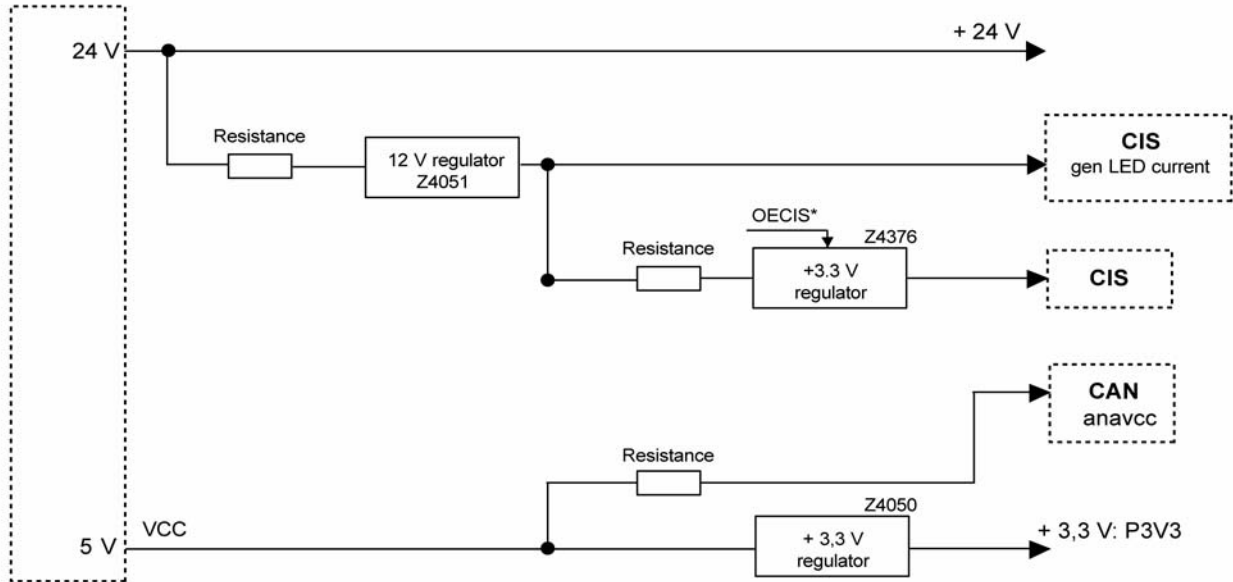 24 V
+ 24 V
Resistance
12 V regulator
Z4051
CIS
gen LED current
OECIS*
Z4376
Resistance
+3.3 V
regulator
CIS
CAN
anavcc
Resistance
Z4050
5 V
VCC
+ 3,3 V
regulator
+ 3,3 V: P3V3